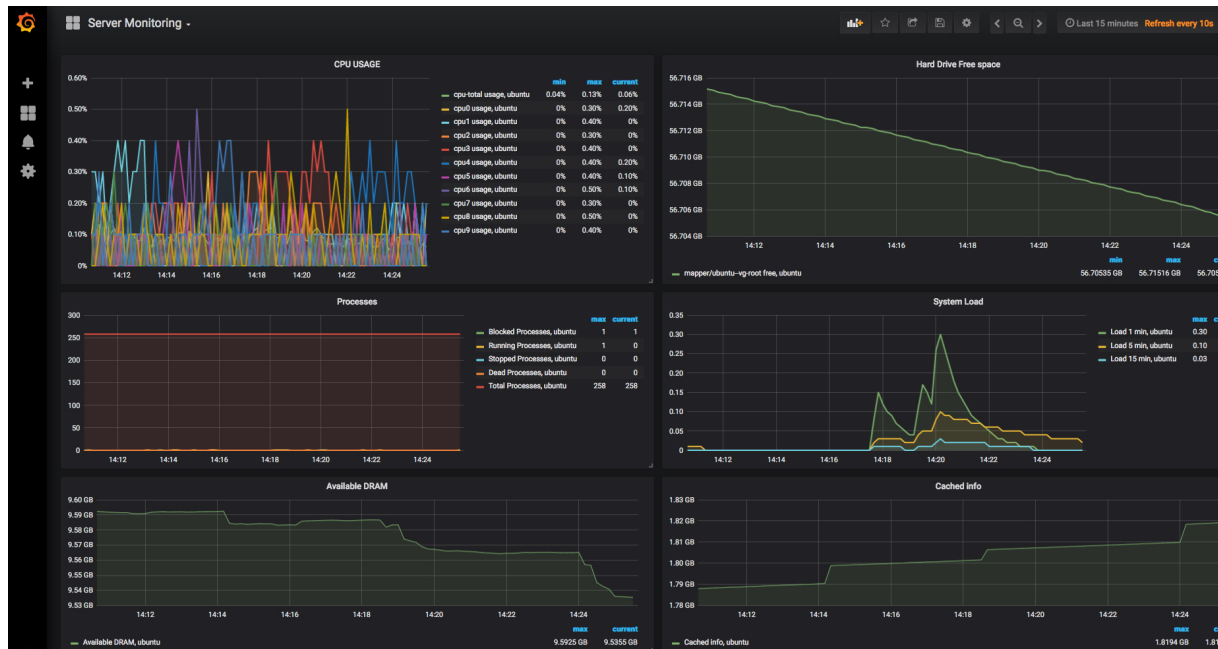 Server Monitoring
Last 15 minutes Refresh every 10s
CPU USAGE
0.60%
0.50%
0.40%
0.30%
0.20%
0.10%
0%
14:12 14:14 14:16 14:18 14:20 14:22 14:24
min max current
cpu-total usage, ubuntu 0.04% 0.13% 0.06%
cpu0 usage, ubuntu 0% 0.30% 0.20%
cpu1 usage, ubuntu 0% 0.40% 0%
cpu2 usage, ubuntu 0% 0.30% 0%
cpu3 usage, ubuntu 0% 0.40% 0%
cpu4 usage, ubuntu 0% 0.40% 0.20%
cpu5 usage, ubuntu 0% 0.40% 0.10%
cpu6 usage, ubuntu 0% 0.50% 0.10%
cpu7 usage, ubuntu 0% 0.30% 0%
cpu8 usage, ubuntu 0% 0.50% 0%
cpu9 usage, ubuntu 0% 0.40% 0%
Hard Drive Free space
56.716 GB
56.714 GB
56.712 GB
56.710 GB
56.708 GB
56.706 GB
56.704 GB
14:12 14:14 14:16 14:18 14:20 14:22 14:24
min max c
mapper/ubuntu-vg-root free, ubuntu 56.70535 GB 56.71516 GB 56.705
Processes
300
250
200
150
100
50
0
14:12 14:14 14:16 14:18 14:20 14:22 14:24
max current
Blocked Processes, ubuntu 1 1
Running Processes, ubuntu 1 0
Stopped Processes, ubuntu 0 0
Dead Processes, ubuntu 0 0
Total Processes, ubuntu 258 258
System Load
0.35
0.30
0.25
0.20
0.15
0.10
0.05
0
14:12 14:14 14:16 14:18 14:20 14:22 14:24
max c
Load 1 min, ubuntu 0.30
Load 5 min, ubuntu 0.10
Load 15 min, ubuntu 0.03
Available DRAM
9.60 GB
9.59 GB
9.58 GB
9.57 GB
9.56 GB
9.55 GB
9.54 GB
9.53 GB
14:12 14:14 14:16 14:18 14:20 14:22 14:24
max current
Available DRAM, ubuntu 9.5925 GB 9.5355 GB
Cached info
1.83 GB
1.82 GB
1.81 GB
1.80 GB
1.79 GB
1.78 GB
14:12 14:14 14:16 14:18 14:20 14:22 14:24
max c
Cached info, ubuntu 1.8194 GB 1.81